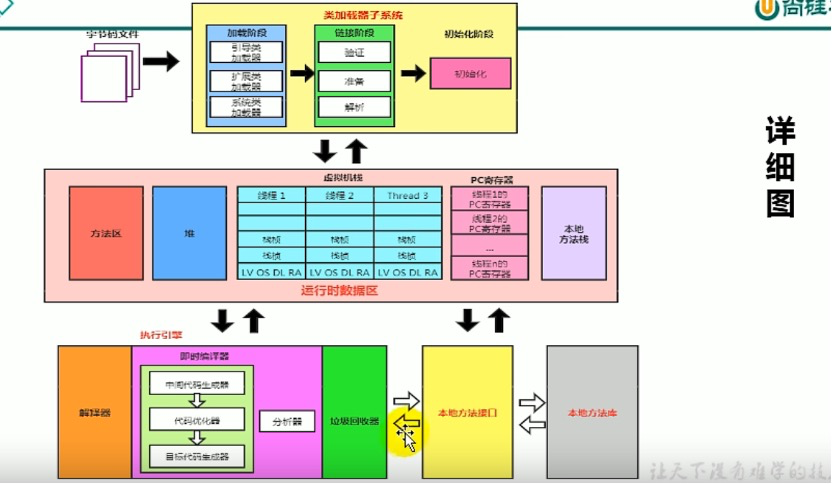 尚硅
类加载器子系统
字节码文件
加载阶段
链接阶段
初始化阶段
引导类
加载器
验证
扩展类
加载器
准备
初始化
系统类
加载器
解析
详
细
图
虚拟机栈
PC寄存器
线程 1
线程 2
Thread 3
线程1的
PC寄存器
线程2的
PC寄存器
方法区
堆
本地
方法栈
栈帧
栈帧
栈帧
...
栈桢
栈桢
栈桢
线程n的
PC寄存器
LV OS DL RA
LV OS DL RA
LV OS DL RA
运行时数据区
执行引擎
即时编译器
中间代码生成器
解译器
代码优化器
分析器
垃圾回收器
本地方法接口
本地方法库
目标代码生成器
让天下没有难学的技